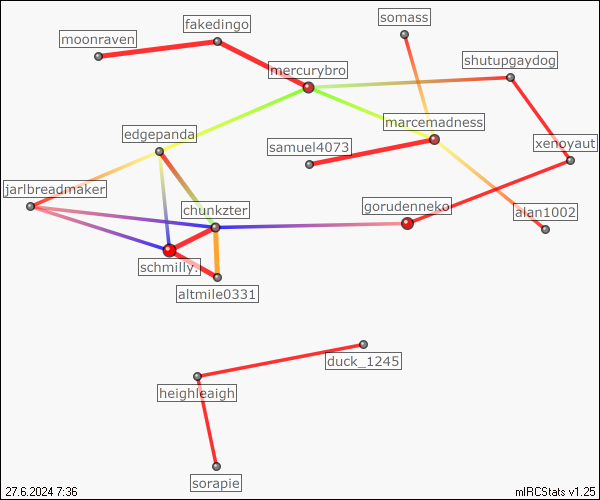 somass
fakedingo
moonraven
shutupgaydog
mercurybro
marcemadness
edgepanda
samuel4073
xenoyaut
jarlbreadmaker
chunkzter
gorudenneko
alan1002
schmilly.
altmile0331
duck_1245
heighleaigh
sorapie
27.6.2024 7:36
mIRCStats v1.25